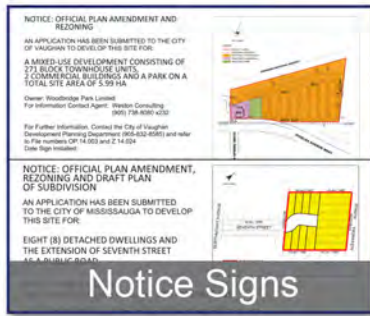 NOTICE: OFFICIAL PLAN AMENDMENT AND
REZONING
AN APPLICATION HAS BEEN SUBMITTED TO THE CITY
OF VAUGHAN TO DEVELOP THIS SITE FOR:
A MIXED-USE DEVELOPMENT CONSISTING OF
271 BLOCK TOWNHOUSE UNITS,
2 COMMERCIAL BUILDINGS AND A PARK ON A
TOTAL SITE AREA OF 5.99 HA
Owner: Woodbridge Park Limited
For Information Contact Agent: Weston Consulting
(905) 738-8080 x232
For Further Information, Contact the City of Vaughan
Development Planning Department (905-832-8585) and refer
to File numbers OP.14.003 and Z.14.024
Date Sign Installed:
NOTICE: OFFICIAL PLAN AMENDMENT,
REZONING AND DRAFT PLAN
OF SUBDIVISION
AN APPLICATION HAS BEEN SUBMITTED
TO THE CITY OF MISSISSAUGA TO DEVELOP
THIS SITE FOR:
EIGHT (8) DETACHED DWELLINGS AND
THE EXTENSION OF SEVENTH STREET
AS A PUBLIC ROAD
SEVENTH STREET
Notice Signs